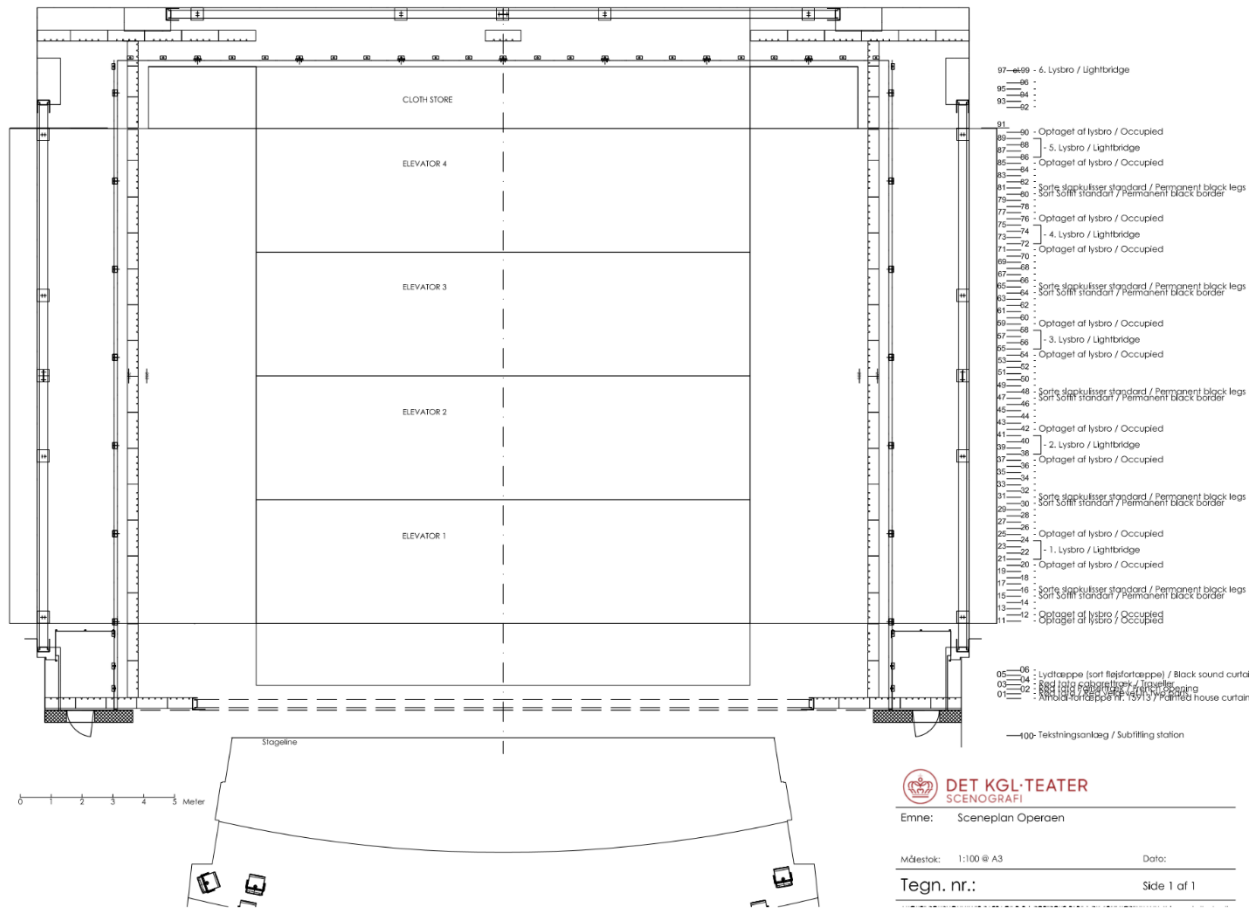 CLOTH STORE
ELEVATOR 4
ELEVATOR 3
ELEVATOR 2
ELEVATOR 1
97 el.99 - 6. Lysbro / Lightbridge
96
95
94
93
92
91
90 - Optaget af lysbro / Occupied
89
88
87 - 5. Lysbro / Lightbridge
86
85 - Optaget af lysbro / Occupied
84
83
82
81 - Sorte slapkulisser standard / Permanent black legs
80 - Sort Soffit standart / Permanent black border
79
78
77
76 - Optaget af lysbro / Occupied
75
74 - 4. Lysbro / Lightbridge
73
72
71 - Optaget af lysbro / Occupied
70
69
68
67
66
65 - Sorte slapkulisser standard / Permanent black legs
64 - Sort Soffit standart / Permanent black border
63
62
61
60
59 - Optaget af lysbro / Occupied
58
57 - 3. Lysbro / Lightbridge
56
55
54 - Optaget af lysbro / Occupied
53
52
51
50
49
48 - Sorte slapkulisser standard / Permanent black legs
47 - Sort Soffit standart / Permanent black border
46
45
44
43
42 - Optaget af lysbro / Occupied
41
40 - 2. Lysbro / Lightbridge
39
38
37 - Optaget af lysbro / Occupied
36
35
34
33
32
31 - Sorte slapkulisser standard / Permanent black legs
30 - Sort Soffit standart / Permanent black border
29
28
27
26
25 - Optaget af lysbro / Occupied
24
23 - 1. Lysbro / Lightbridge
22
21
20 - Optaget af lysbro / Occupied
19
18
17
16 - Sorte slapkulisser standard / Permanent black legs
15 - Sort Soffit standart / Permanent black border
14
13
12 - Optaget af lysbro / Occupied
11 - Optaget af lysbro / Occupied
06
05 - Lydtæppe (sort fløjsfortæppe) / Black sound curtai
04
03 - Rød tata cabarettræk / Traveller
02
01
/ Painted house curtain
100 - Tekstningsanlæg / Subtitling station
Stageline
0 1 2 3 4 5 Meter
DET KGL·TEATER
SCENOGRAFI
Emne: Sceneplan Operaen
Målestok: 1:100 @ A3 Dato:
Tegn. nr.: Side 1 af 1